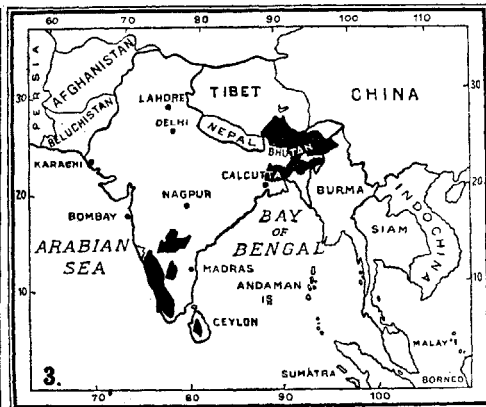 60 70 80 90 100 110
PERSIA
AFGHANISTAN
BELUCHISTAN
TIBET
CHINA
LAHORE
DELHI
NEPAL
BHUTAN
30
30
KARACHI
CALCUT
BURMA
INDOCHINA
20
20
NAGPUR
BOMBAY
BAY
OF
BENGAL
SIAM
ARABIAN
SEA
MADRAS
ANDAMAN
IS
10
10
CEYLON
MALAY
SUMATRA
BORNEO
3.
70° 80 90 100